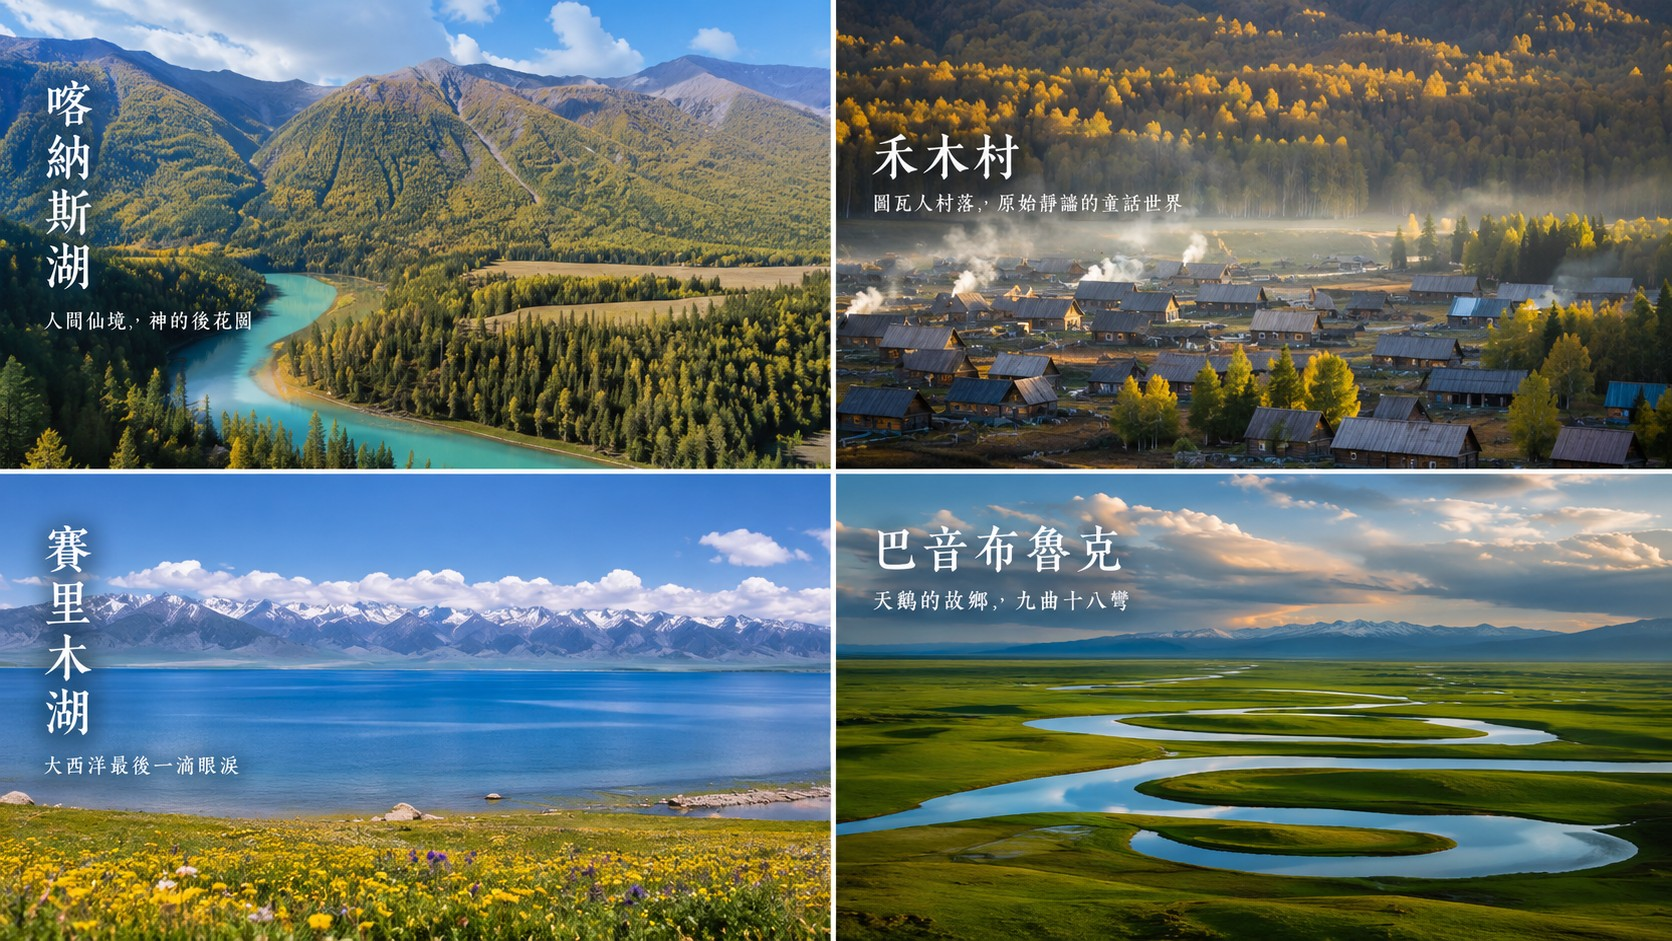 喀納斯湖
人間仙境,，神的後花園
禾木村
圖瓦人村落,，原始靜謐的童話世界
賽里木湖
大西洋最後一滴眼淚
巴音布魯克
天鵝的故鄉,，九曲十八彎